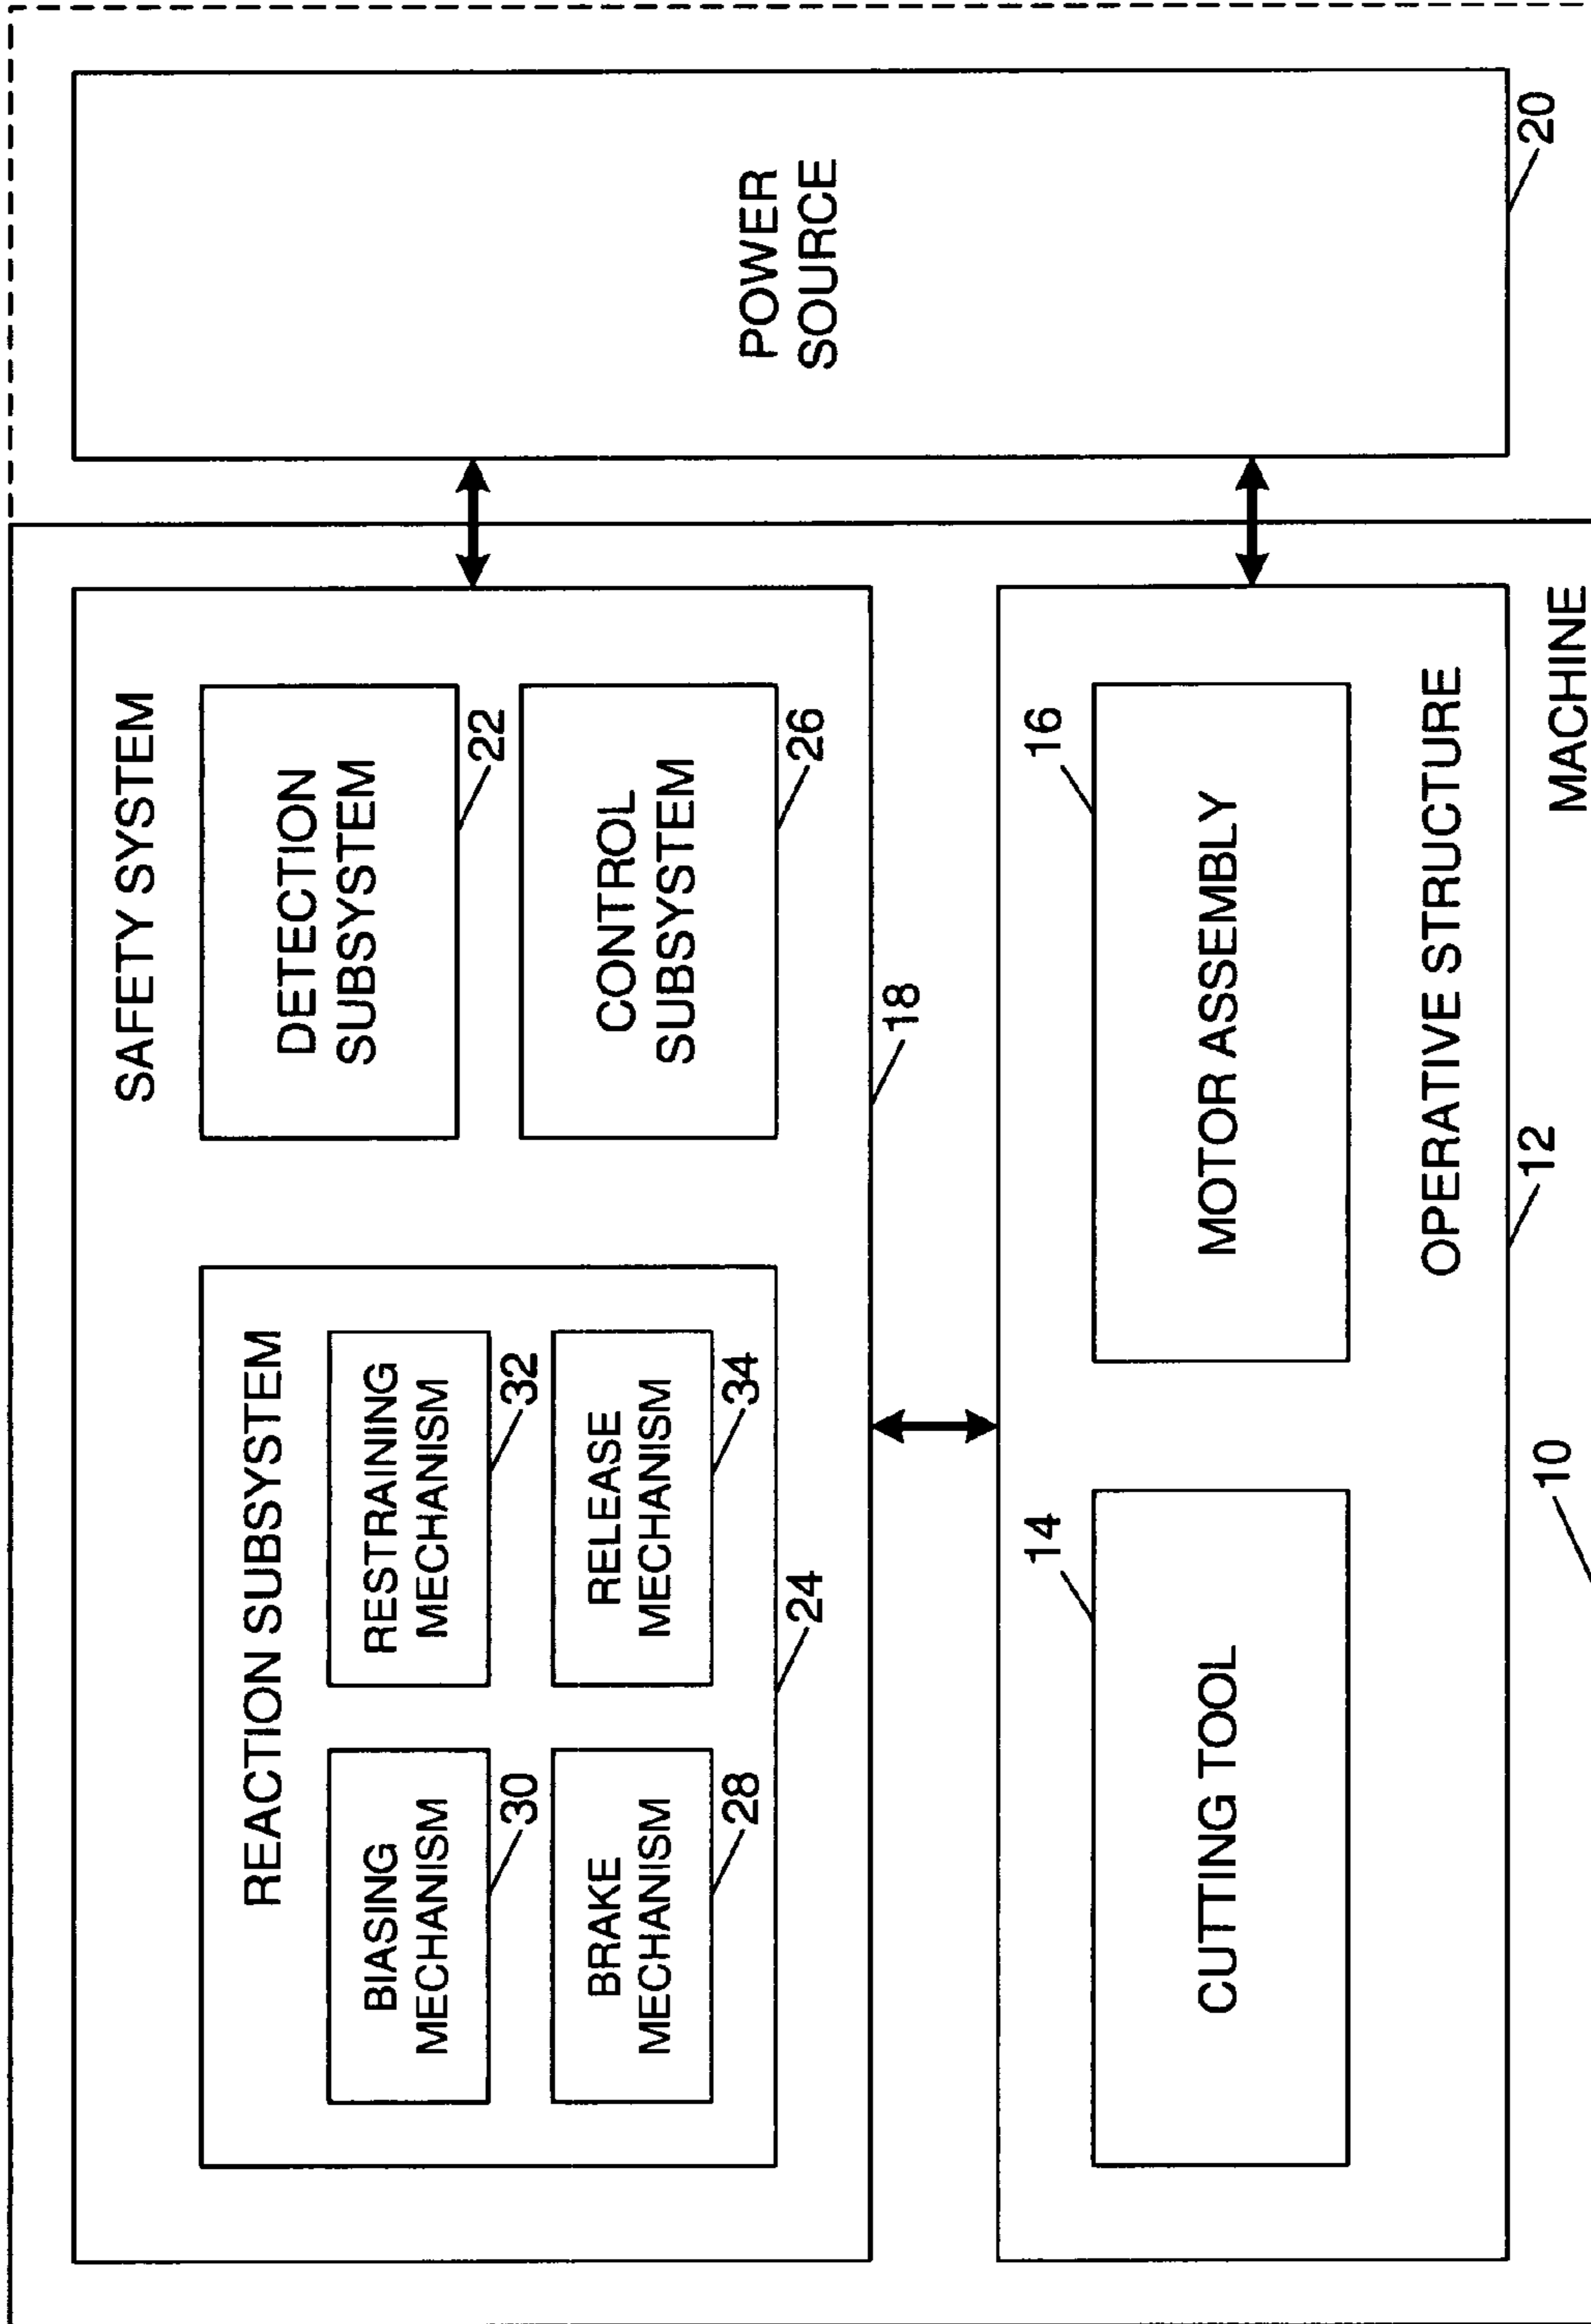 SAFETY SYSTEM
REACTION SUBSYSTEM
BIASING
MECHANISM
30
RESTRAINING
MECHANISM
32
BRAKE
MECHANISM
28
RELEASE
MECHANISM
34
24
DETECTION
SUBSYSTEM
22
CONTROL
SUBSYSTEM
26
18
14
CUTTING TOOL
16
MOTOR ASSEMBLY
OPERATIVE STRUCTURE
12
10
MACHINE
POWER
SOURCE
20